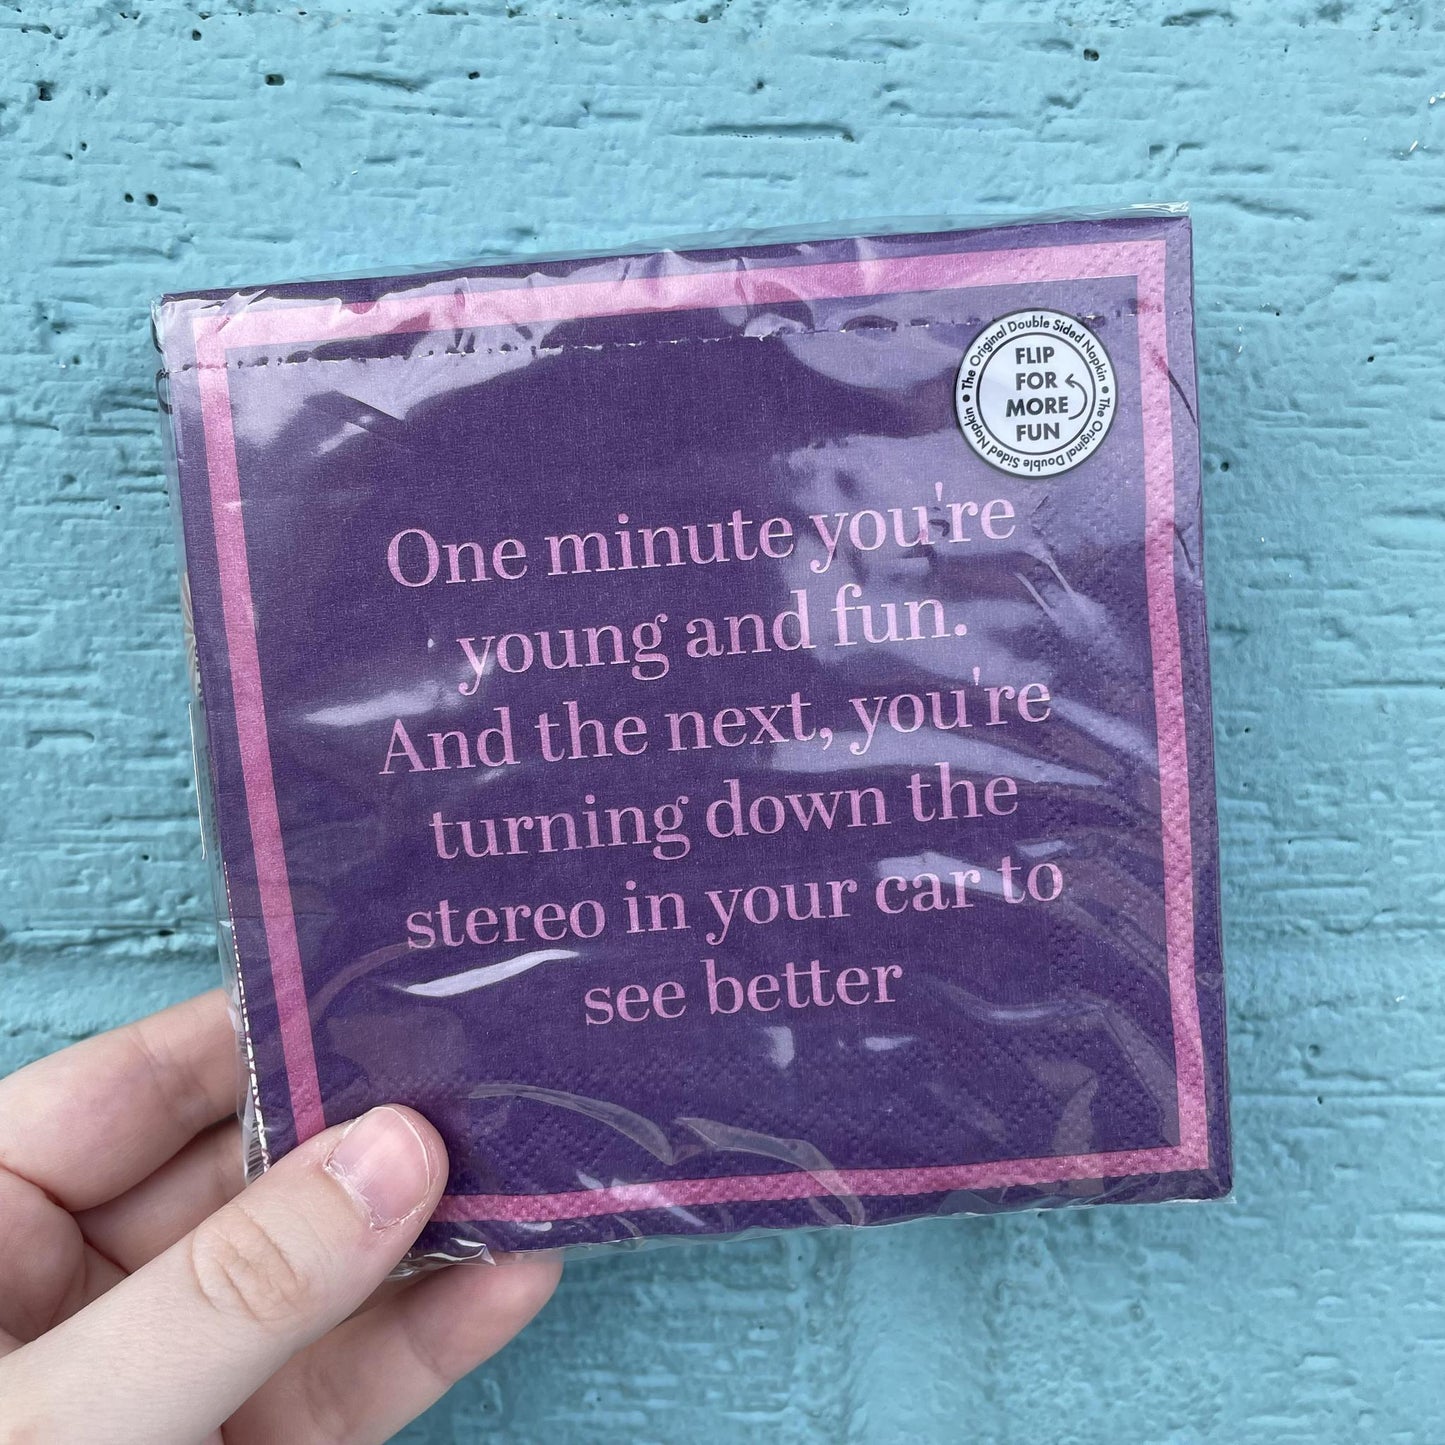 The Original Double Sided Napkin • The Original Double Sided Napkin •
FLIP
FOR
MORE
FUN
One minute you're
young and fun.
And the next, you're
turning down the
stereo in your car to
see better